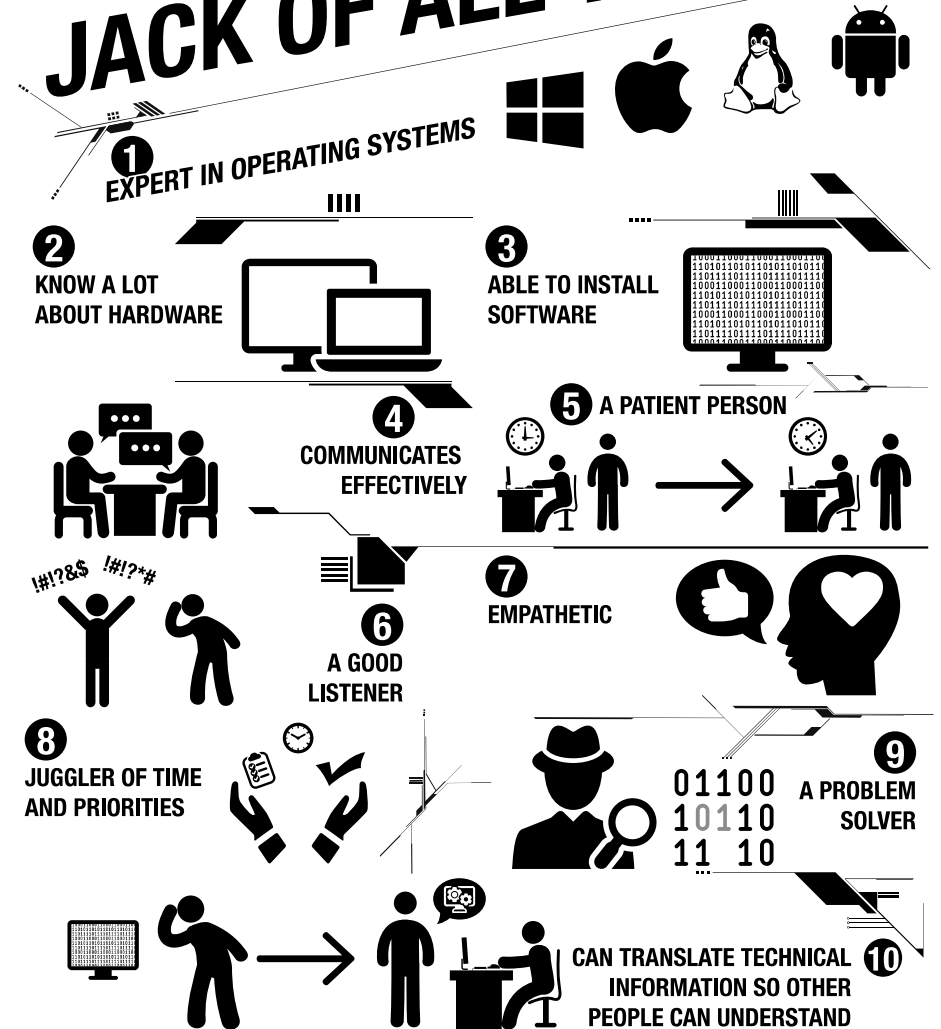 JACK OF ALL
1
EXPERT IN OPERATING SYSTEMS
2
KNOW A LOT
ABOUT HARDWARE
3
ABLE TO INSTALL
SOFTWARE
4
COMMUNICATES
EFFECTIVELY
5 A PATIENT PERSON
!#!?&$ !#!?*#
6
A GOOD
LISTENER
7
EMPATHETIC
8
JUGGLER OF TIME
AND PRIORITIES
9
A PROBLEM
SOLVER
01100
10110
11 10
10
CAN TRANSLATE TECHNICAL
INFORMATION SO OTHER
PEOPLE CAN UNDERSTAND